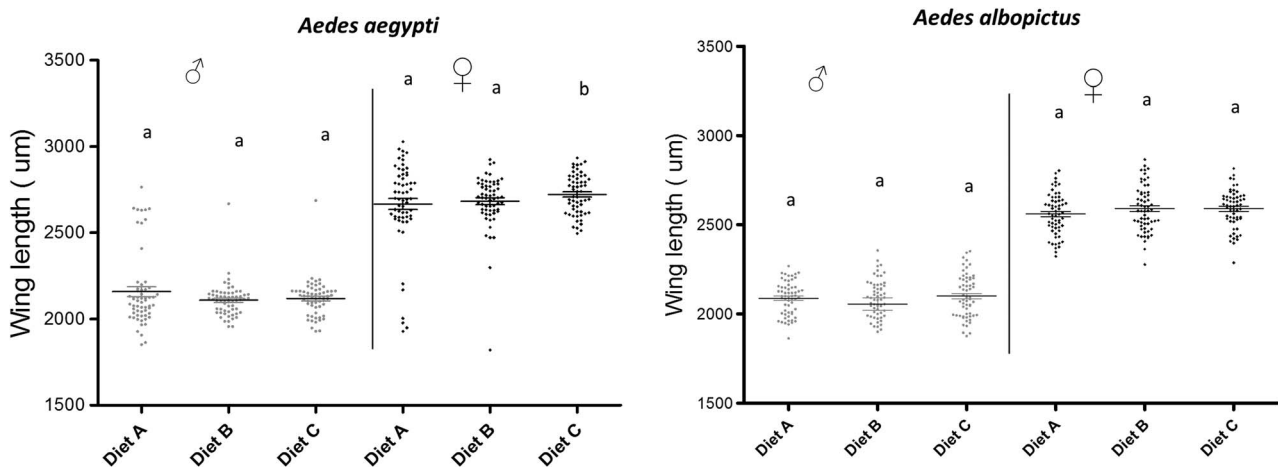 Aedes aegypti
3500
3000
2500
2000
1500
Wing length ( um)
♂
♀
a
a
a
a
a
b
Diet A
Diet B
Diet C
Diet A
Diet B
Diet C
Aedes albopictus
3500
3000
2500
2000
1500
Wing length ( um)
♂
♀
a
a
a
a
a
a
Diet A
Diet B
Diet C
Diet A
Diet B
Diet C